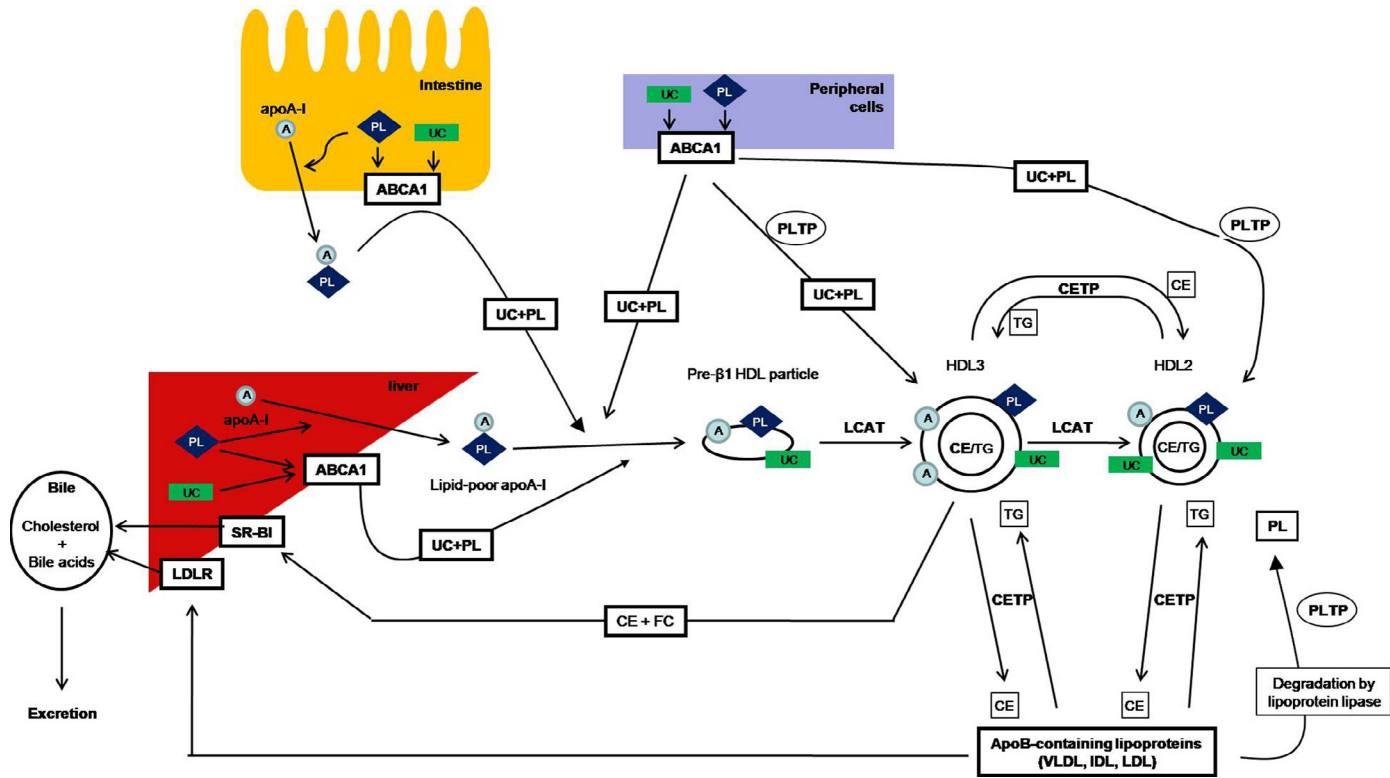 Intestine
apoA-I
A
PL
UC
ABCA1
A
PL
UC+PL
UC
PL
Peripheral
cells
ABCA1
UC+PL
PLTP
UC+PL
UC+PL
PLTP
CETP
CE
TG
HDL3
HDL2
liver
A
apoA-I
PL
UC
ABCA1
SR-BI
LDLR
A
PL
Lipid-poor apoA-I
UC+PL
Pre-β1 HDL particle
A
PL
UC
LCAT
A
A
PL
CE/TG
UC
LCAT
A
PL
CE/TG
UC
UC
Bile
Cholesterol
+
Bile acids
Excretion
CE + FC
TG
CETP
CE
TG
CETP
CE
PL
PLTP
Degradation by
lipoprotein lipase
ApoB-containing lipoproteins
(VLDL, IDL, LDL)